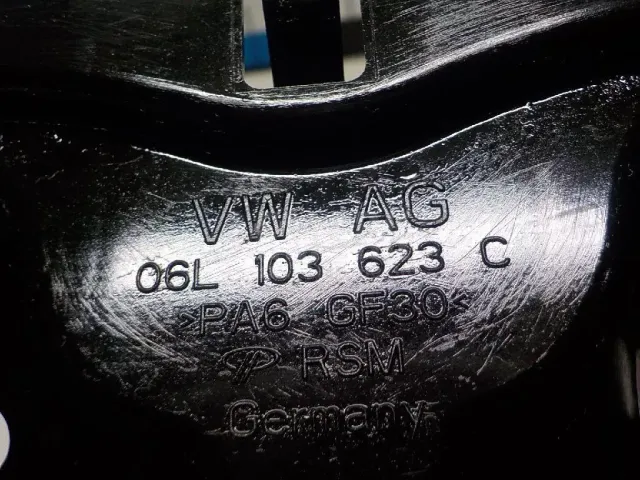 VW AG
06L 103 623 C
>PA6 GF30<
RSM
Germany